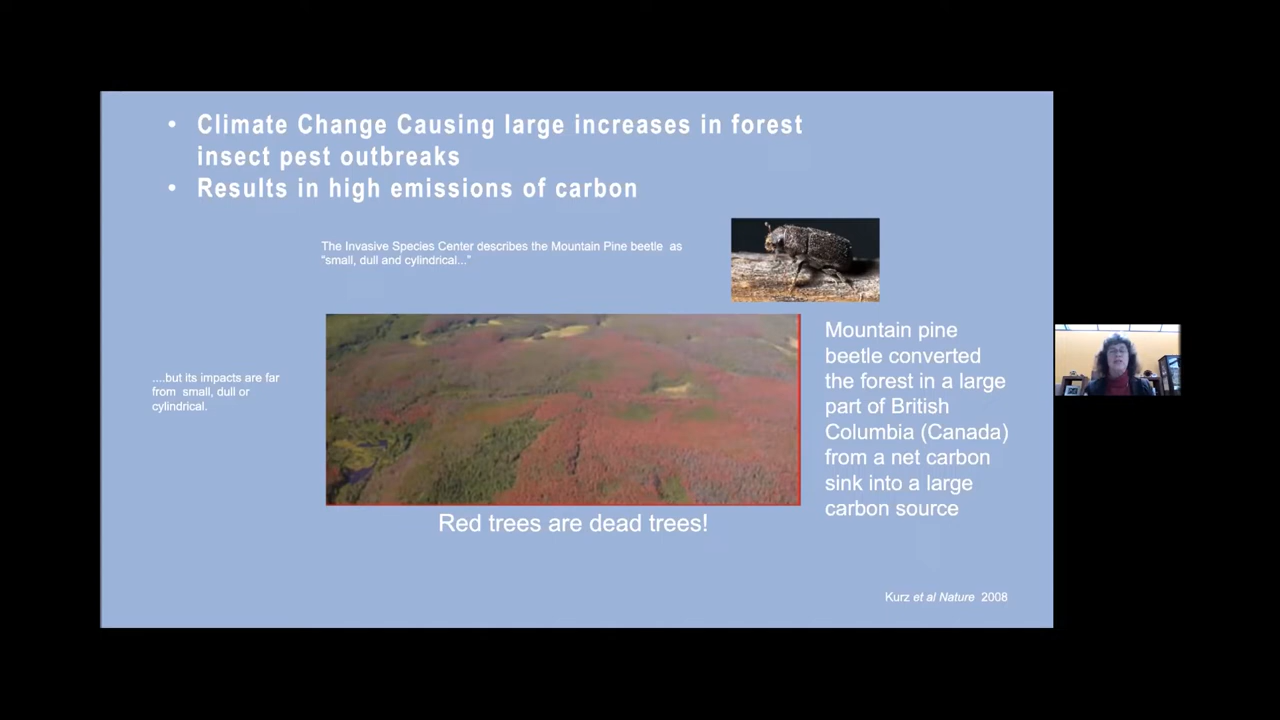 • Climate Change Causing large increases in forest
insect pest outbreaks
• Results in high emissions of carbon
The Invasive Species Center describes the Mountain Pine beetle as
"small, dull and cylindrical..."
....but its impacts are far
from small, dull or
cylindrical.
Mountain pine
beetle converted
the forest in a large
part of British
Columbia (Canada)
from a net carbon
sink into a large
carbon source
Red trees are dead trees!
Kurz et al Nature 2008